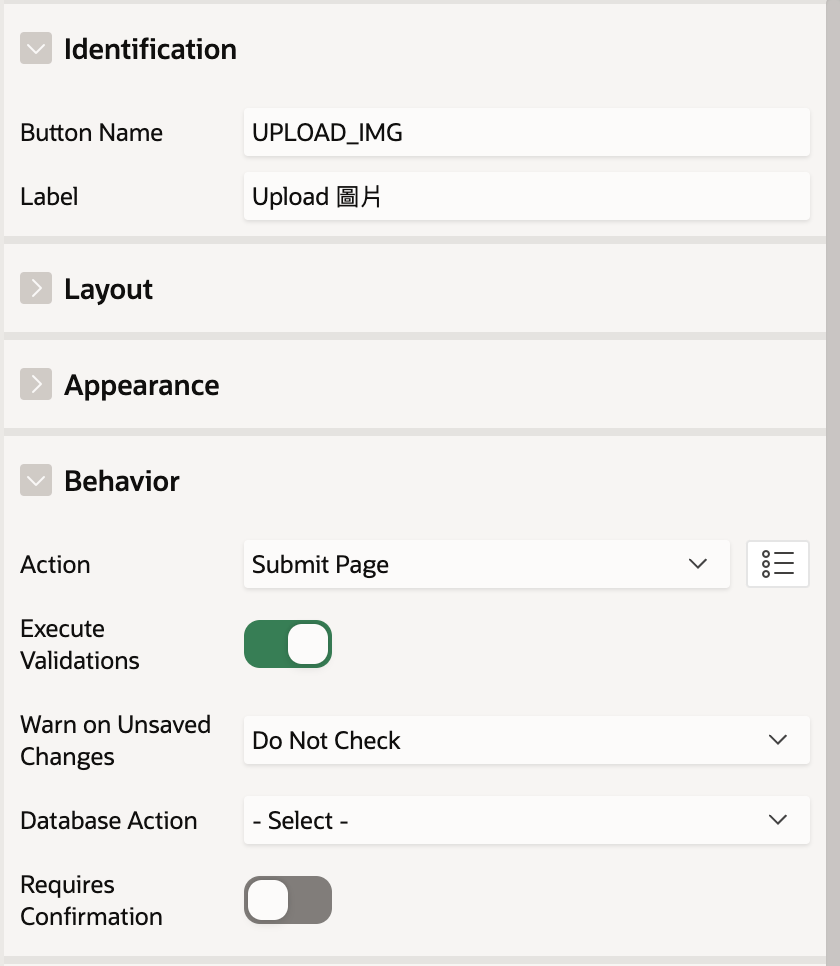 Identification
Button Name UPLOAD_IMG
Label Upload 圖片
Layout
Appearance
Behavior
Action Submit Page
Execute
Validations
Warn on Unsaved
Changes Do Not Check
Database Action - Select -
Requires
Confirmation